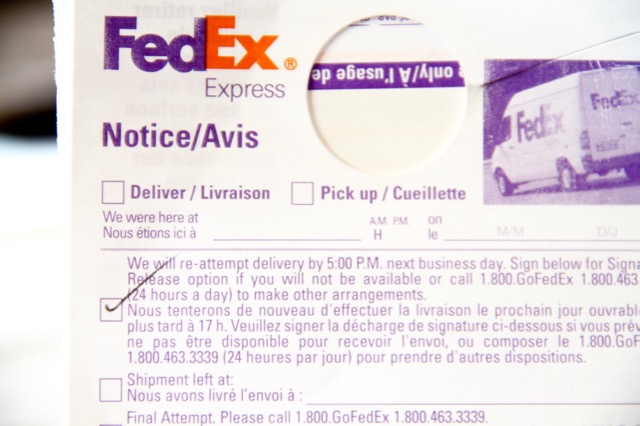 FedEx®
Express
only/À l'usage de
FedEx
FedEx
Notice/Avis
Deliver / Livraison
Pick up / Cueillette
We were here at
Nous étions ici à
A.M. P.M.
H
on
le
M/M
D/J
We will re-attempt delivery by 5:00 P.M. next business day. Sign below for Signa
Release option if you will not be available or call 1.800.GoFedEx 1.800.463
(24 hours a day) to make other arrangements.
Nous tenterons de nouveau d'effectuer la livraison le prochain jour ouvrabl
plus tard à 17 h. Veuillez signer la décharge de signature ci-dessous si vous prév
ne pas être disponible pour recevoir l'envoi, ou composer le 1.800.GoF
1.800.463.3339 (24 heures par jour) pour prendre d'autres dispositions.
Shipment left at:
Nous avons livré l'envoi à :
Final Attempt. Please call 1.800.GoFedEx 1.800.463.3339.